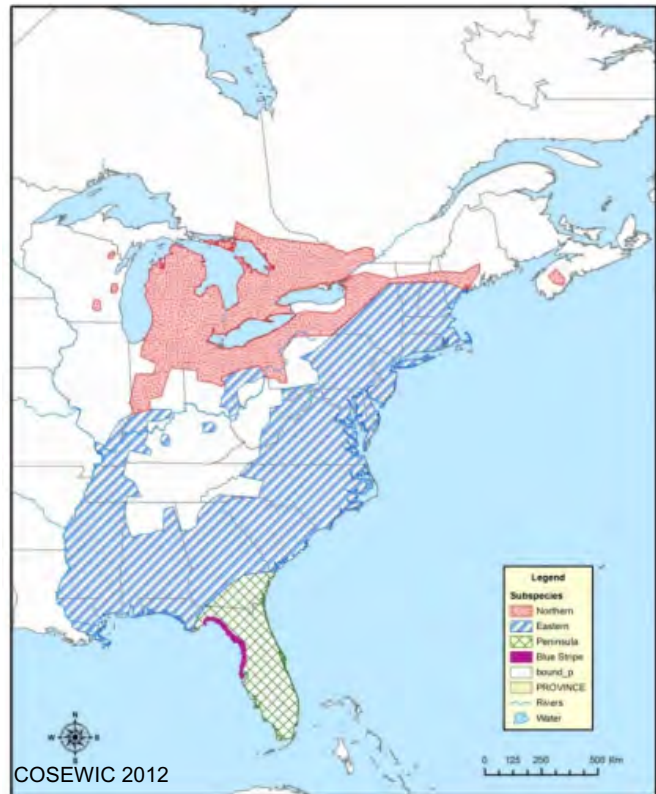 Legend
Subspecies
Northern
Eastern
Peninsula
Blue Stripe
bound_p
PROVINCE
Rivers
Water
N
W E
S
0 125 250 500 Km
COSEWIC 2012